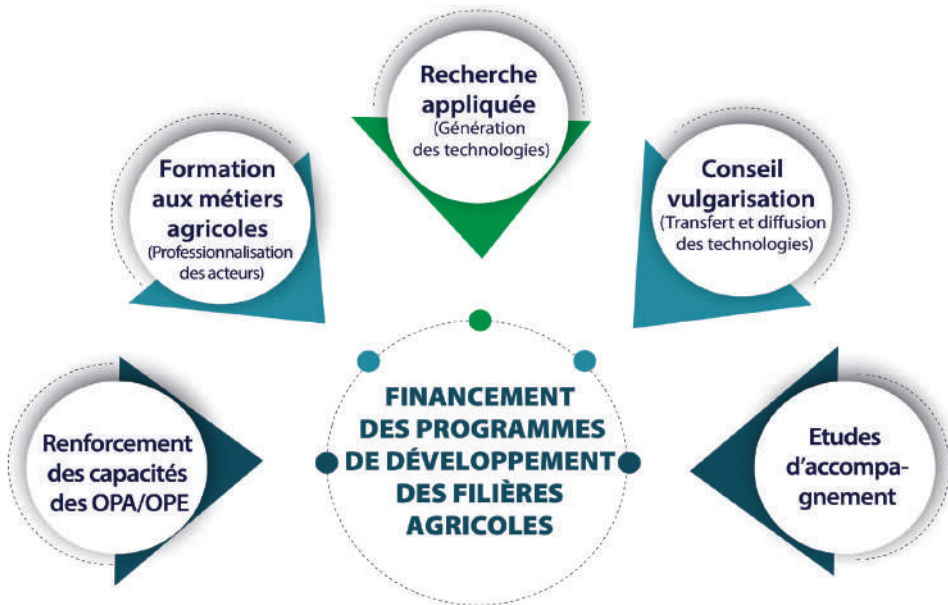 Recherche
appliquée
(Génération
des technologies)
Formation
aux métiers
agricoles
(Professionnalisation
des acteurs)
Conseil
vulgarisation
(Transfert et diffusion
des technologies)
Renforcement
des capacités
des OPA/OPE
FINANCEMENT
DES PROGRAMMES
DE DÉVELOPPEMENT
DES FILIÈRES
AGRICOLES
Etudes
d’accompa-
gnement